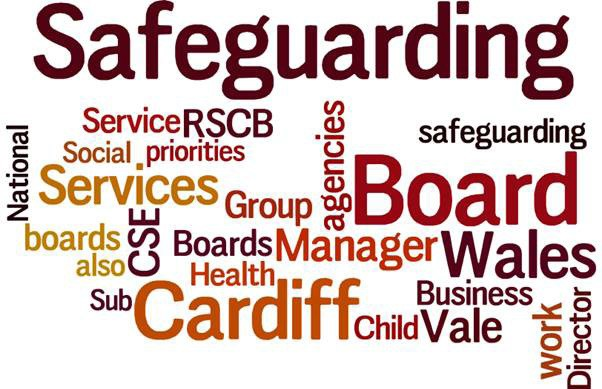 Safeguarding
Service RSCB
agencies
safeguarding
National
Social priorities
Services
Group
Board
boards
CSE
Boards
Manager
Wales
also
Health
Sub
Cardiff
Child
Vale
Business
work
Director